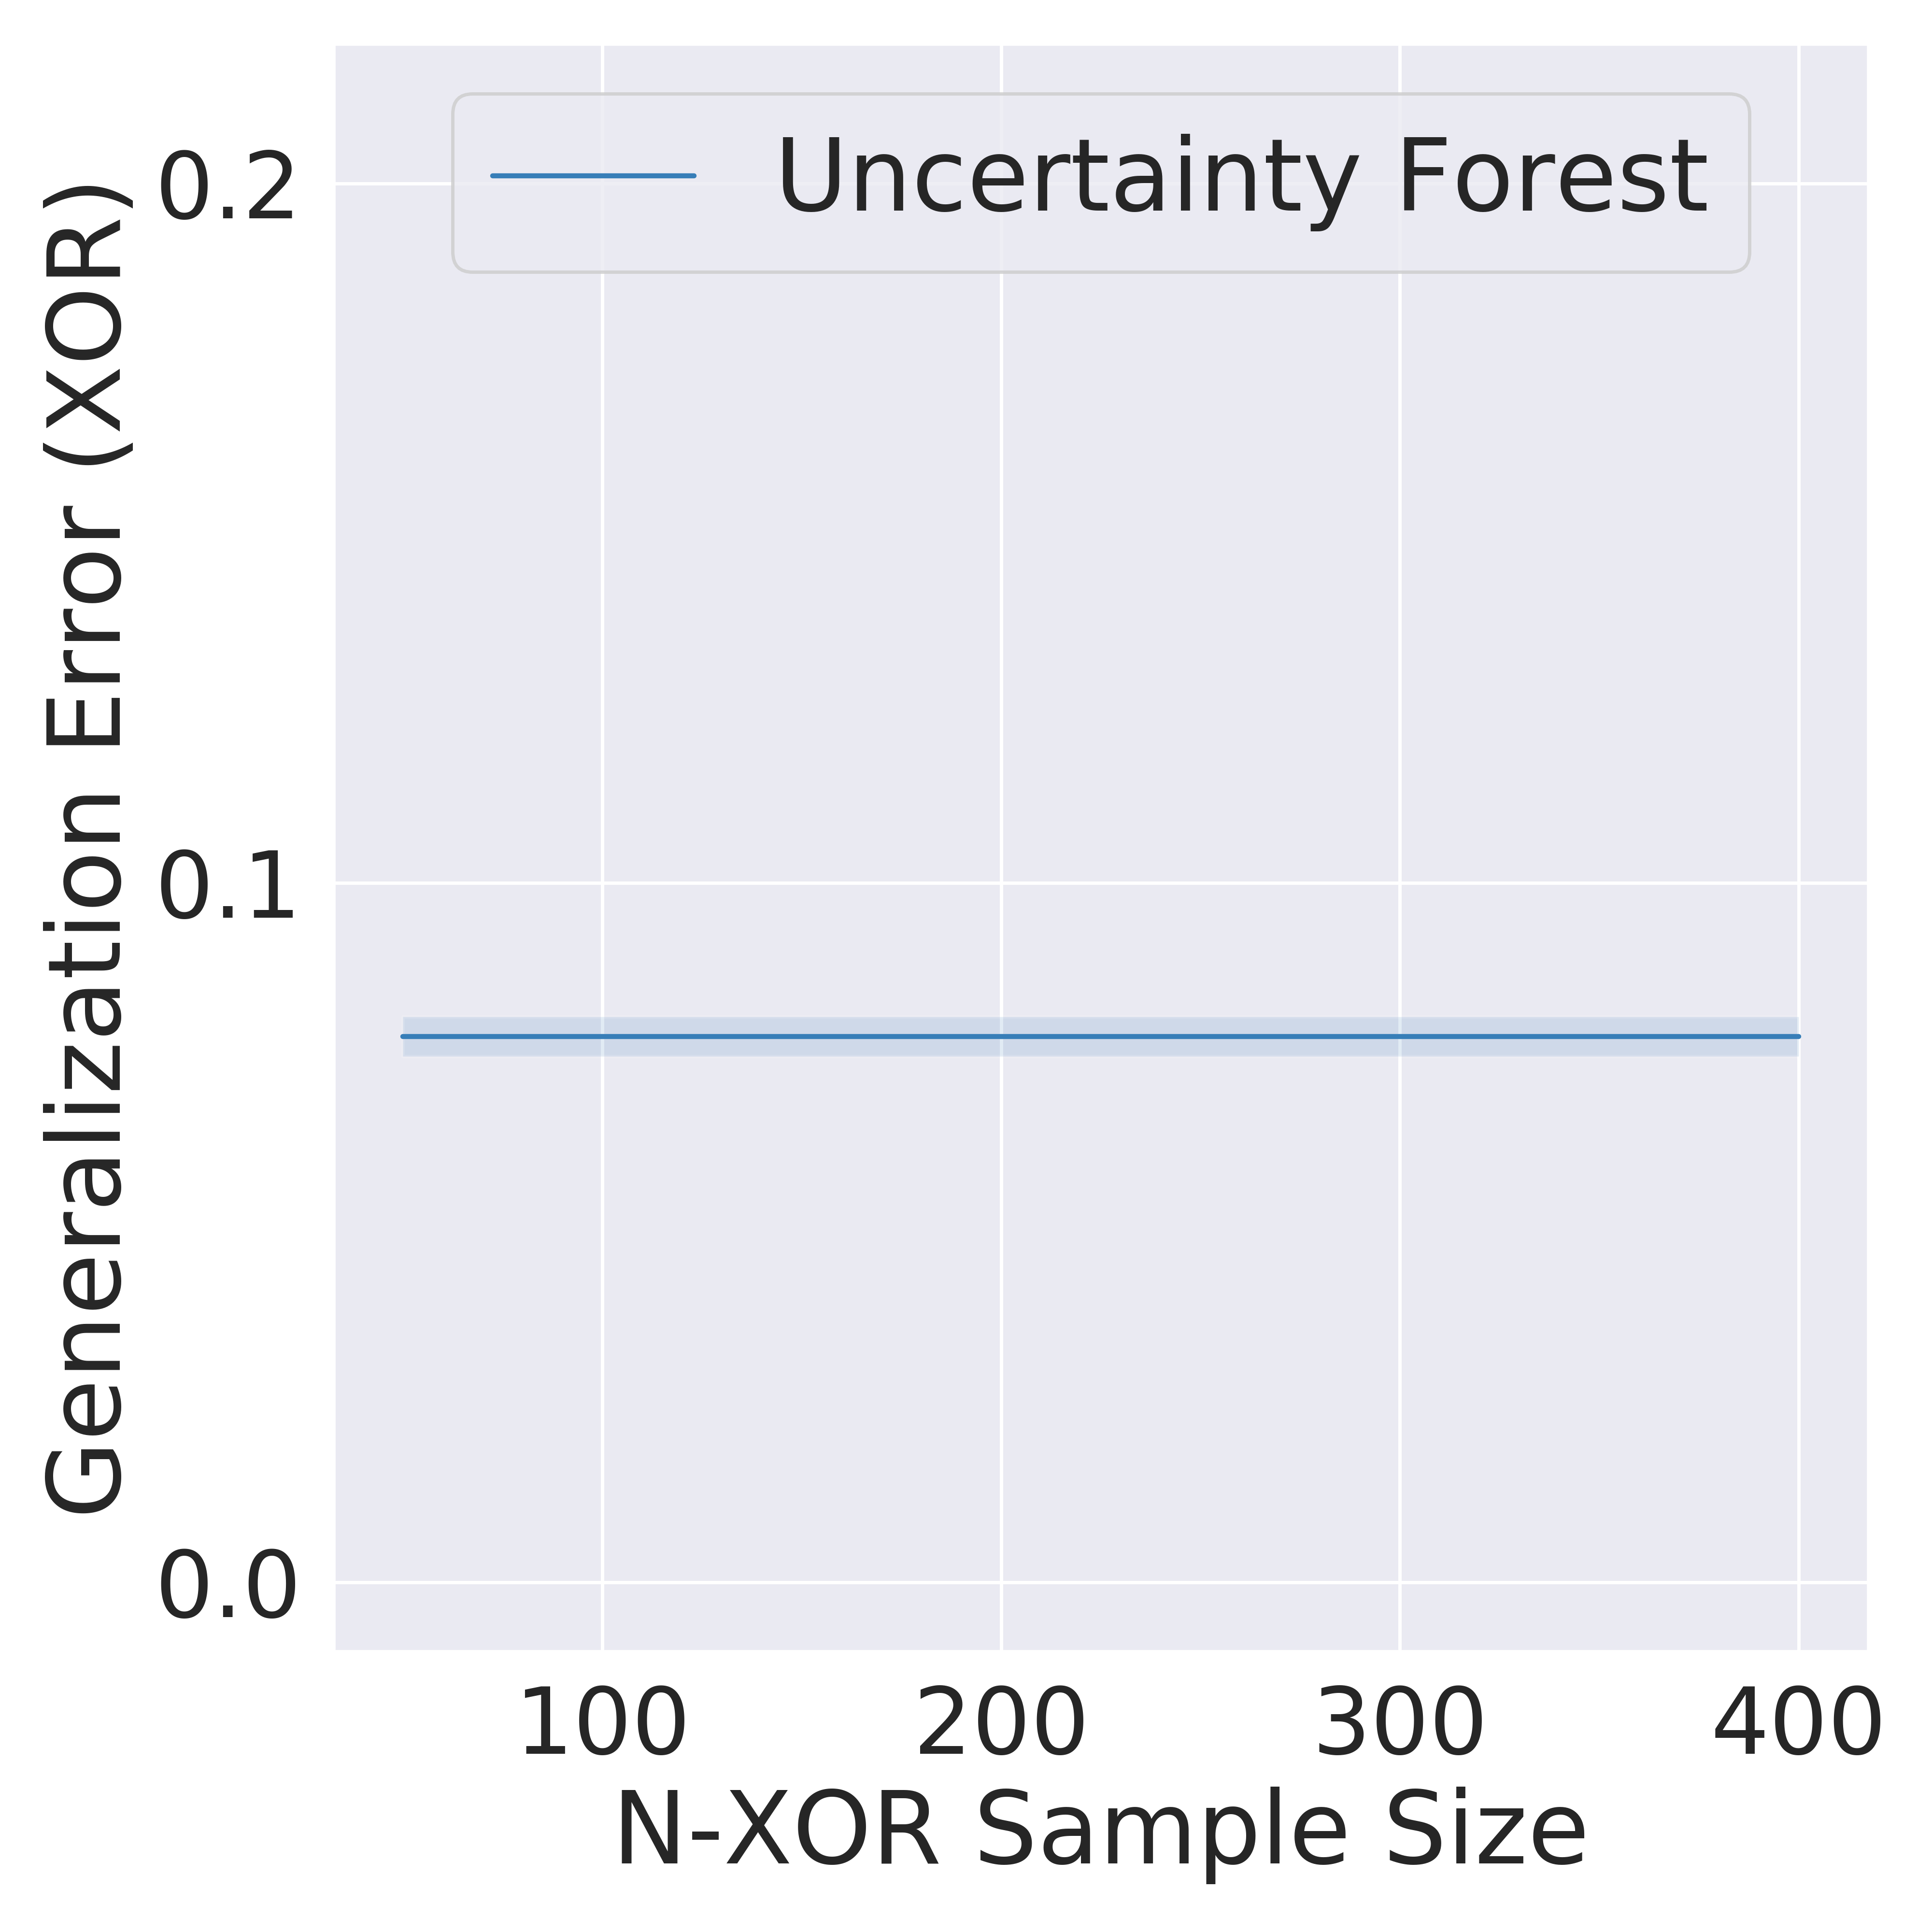 Generalization Error (XOR)
0.2
0.1
0.0
Uncertainty Forest
100 200 300 400
N-XOR Sample Size